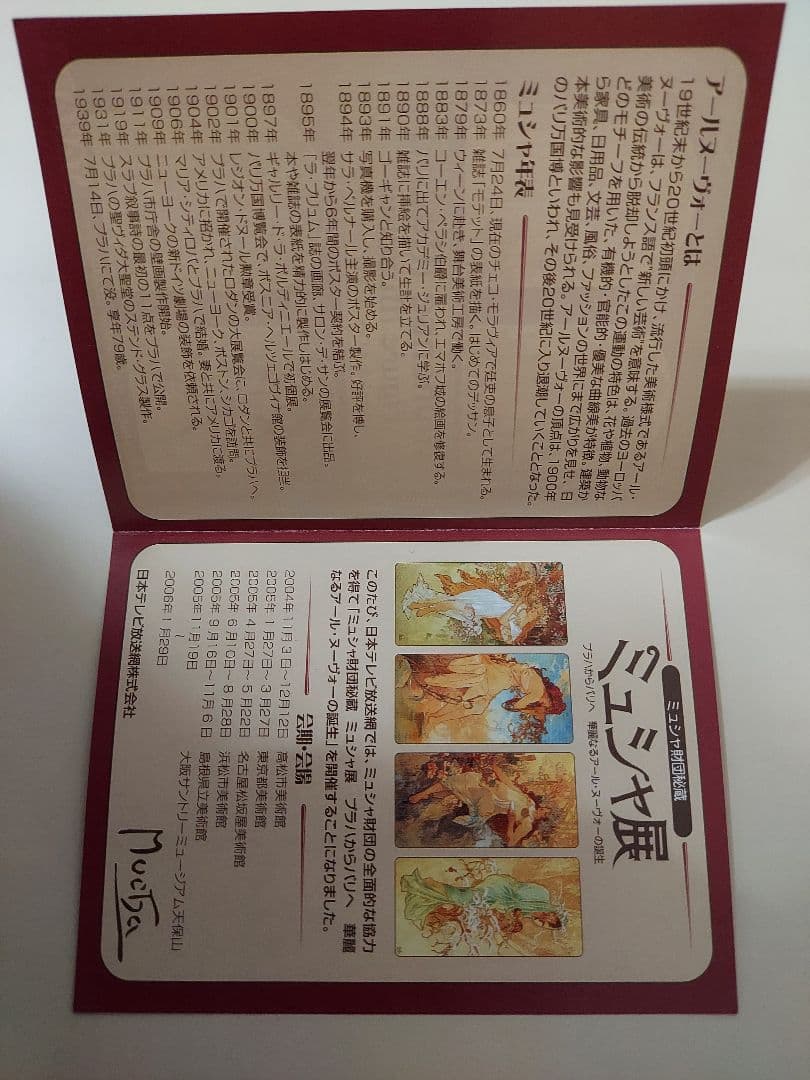 アールヌーヴォーとは
19世紀末から20世紀初頭にかけ、流行した美術様式であるアール・
ヌーヴォーは、フランス語で"新しい芸術"を意味する。過去のヨーロッパ
美術の伝統から脱却しようとしたこの運動の特色は、花や植物、動物な
どのモチーフを用いた、有機的・官能的・優美な曲線美が特徴。建築か
ら家具、日用品、文芸、風俗、ファッションの世界にまで広がりを見せ、日
本美術的な影響も見受けられる。アールヌーヴォーの頂点は、1900年
のパリ万国博といわれ、その後20世紀に入り退潮していくこととなった。
ミュシャ年表
1860年 7月24日、現在のチェコ・モラヴィアで廷吏の息子として生まれる。
1873年 雑誌「モデット」の表紙を描く。はじめてのデッサン。
1879年 ウィーンに赴き、舞台美術工房で働く。
1883年 コーエン・ベラシ伯爵に雇われ、エマホフ城の絵画を修復する。
1888年 パリに出てアカデミー・ジュリアンに学ぶ。
1890年 雑誌に挿絵を描いて生計を立てる。
1891年 ゴーギャンと知り合う。
1893年 写真機を購入し、撮影を始める。
1894年 サラ・ベルナール主演のポスター製作。好評を博し、
翌年から6年間のポスター契約を結ぶ。
1895年 「ラ・プリュム」誌の画廊、サロン・デ・サンの展覧会に出品。
本や雑誌の表紙を精力的に製作しはじめる。
1897年 ギャルリー・ド・ラ・ボルディニエールで初個展。
1900年 パリ万国博覧会で、ボスニア・ヘルツェゴヴィナ館の装飾を担当。
1901年 レジオン・ドヌール勲章受賞。
1902年 プラハで開催されたロダンの大展覧会に、ロダンと共にプラハへ。
1904年 アメリカに招かれ、ニューヨーク、ボストン、シカゴを訪問。
1906年 マリア・シティロバとプラハで結婚。妻と共にアメリカに渡る。
1909年 ニューヨークの新ドイツ劇場の装飾を依頼される。
1911年 プラハ市庁舎の壁画製作開始。
1919年 スラブ叙事詩の最初の11点をプラハで公開。
1931年 プラハの聖ヴィダ大聖堂のステンド・グラス製作。
1939年 7月14日、プラハにて没。享年79歳。
ミュシャ財団秘蔵
ミュシャ展
プラハからパリへ 華麗なるアール・ヌーヴォーの誕生
このたび、日本テレビ放送網では、ミュシャ財団の全面的な協力
を得て「ミュシャ財団秘蔵 ミュシャ展 プラハからパリへ 華麗
なるアール・ヌーヴォーの誕生」を開催することになりました。
会期・会場
2004年11月3日〜12月12日 高松市美術館
2005年 1月27日〜3月27日 東京都美術館
2005年 4月27日〜 5月22日 名古屋松坂屋美術館
2005年 6月10日〜 8月28日 浜松市美術館
2005年 9月16日〜11月 6日 島根県立美術館
2005年11月19日
〜
2006年 1月29日 大阪サントリーミュージアム天保山
日本テレビ放送網株式会社
Mucha